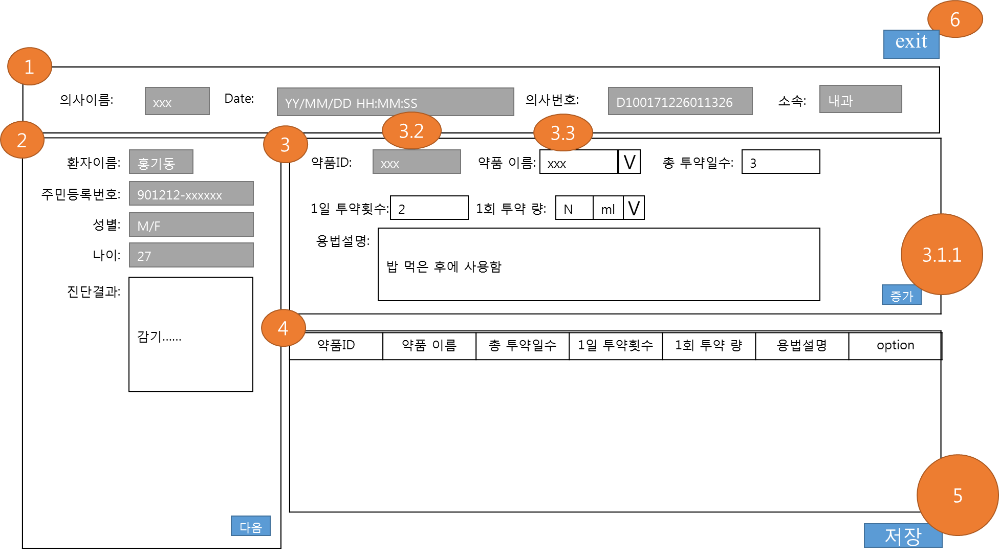 6
exit
1
의사이름:
xxx
Date:
YY/MM/DD HH:MM:SS
의사번호:
D100171226011326
소속:
내과
2
환자이름:
홍기동
주민등록번호:
901212-xxxxxx
성별:
M/F
나이:
27
진단결과:
감기......
다음
3
3.2
3.3
약품ID:
xxx
약품 이름:
xxx
V
총 투약일수:
3
1일 투약횟수:
2
1회 투약 량:
N
ml
V
용법설명:
밥 먹은 후에 사용함
3.1.1
증가
4
약품ID
약품 이름
총 투약일수
1일 투약횟수
1회 투약 량
용법설명
option
5
저장